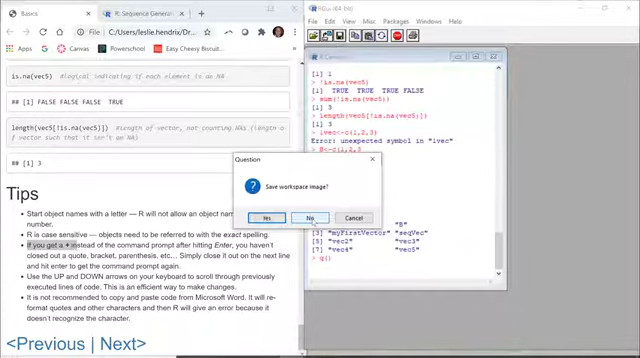 Basics
R: Sequence Generat
RGui (64-bit)
File Edit View Misc Packages Windows Help
File | C:/Users/leslie.hendrix/Dr...
Canvas
Powerschool
Easy Cheesy Biscuit...
R Console
is.na(vec5) #logical indicating if each element is an NA
## [1] FALSE FALSE FALSE TRUE
length(vec5[!is.na(vec5)]) #length of vector, not counting NAs (length o
f vector such that it isn't an NA)
## [1] 3
Tips
Start object names with a letter — R will not allow an object nam
number.
R is case sensitive — objects need to be referred to with the exact spelling.
If you get a + instead of the command prompt after hitting Enter, you haven't
closed out a quote, bracket, parenthesis, etc... Simply close it out on the next line
and hit enter to get the command prompt again.
Use the UP and DOWN arrows on your keyboard to scroll through previously
executed lines of code. This is an efficient way to make changes.
It is not recommended to copy and paste code from Microsoft Word. It will re-
format quotes and other characters and then R will give an error because it
doesn't recognize the character.
<Previous | Next>
[1] 1
> !is.na(vec5)
[1] TRUE TRUE TRUE FALSE
> sum(!is.na(vec5))
[1] 3
> length(vec5[!is.na(vec5)])
[1] 3
> 1vec<-c(1,2,3)
Error: unexpected symbol in "1vec"
> B<-c(1,2,3
"B"
[3] "myFirstVector" "seqVec"
[5] "vec2" "vec3"
[7] "vec4" "vec5"
> q()
Question
Save workspace image?
Yes
No
Cancel